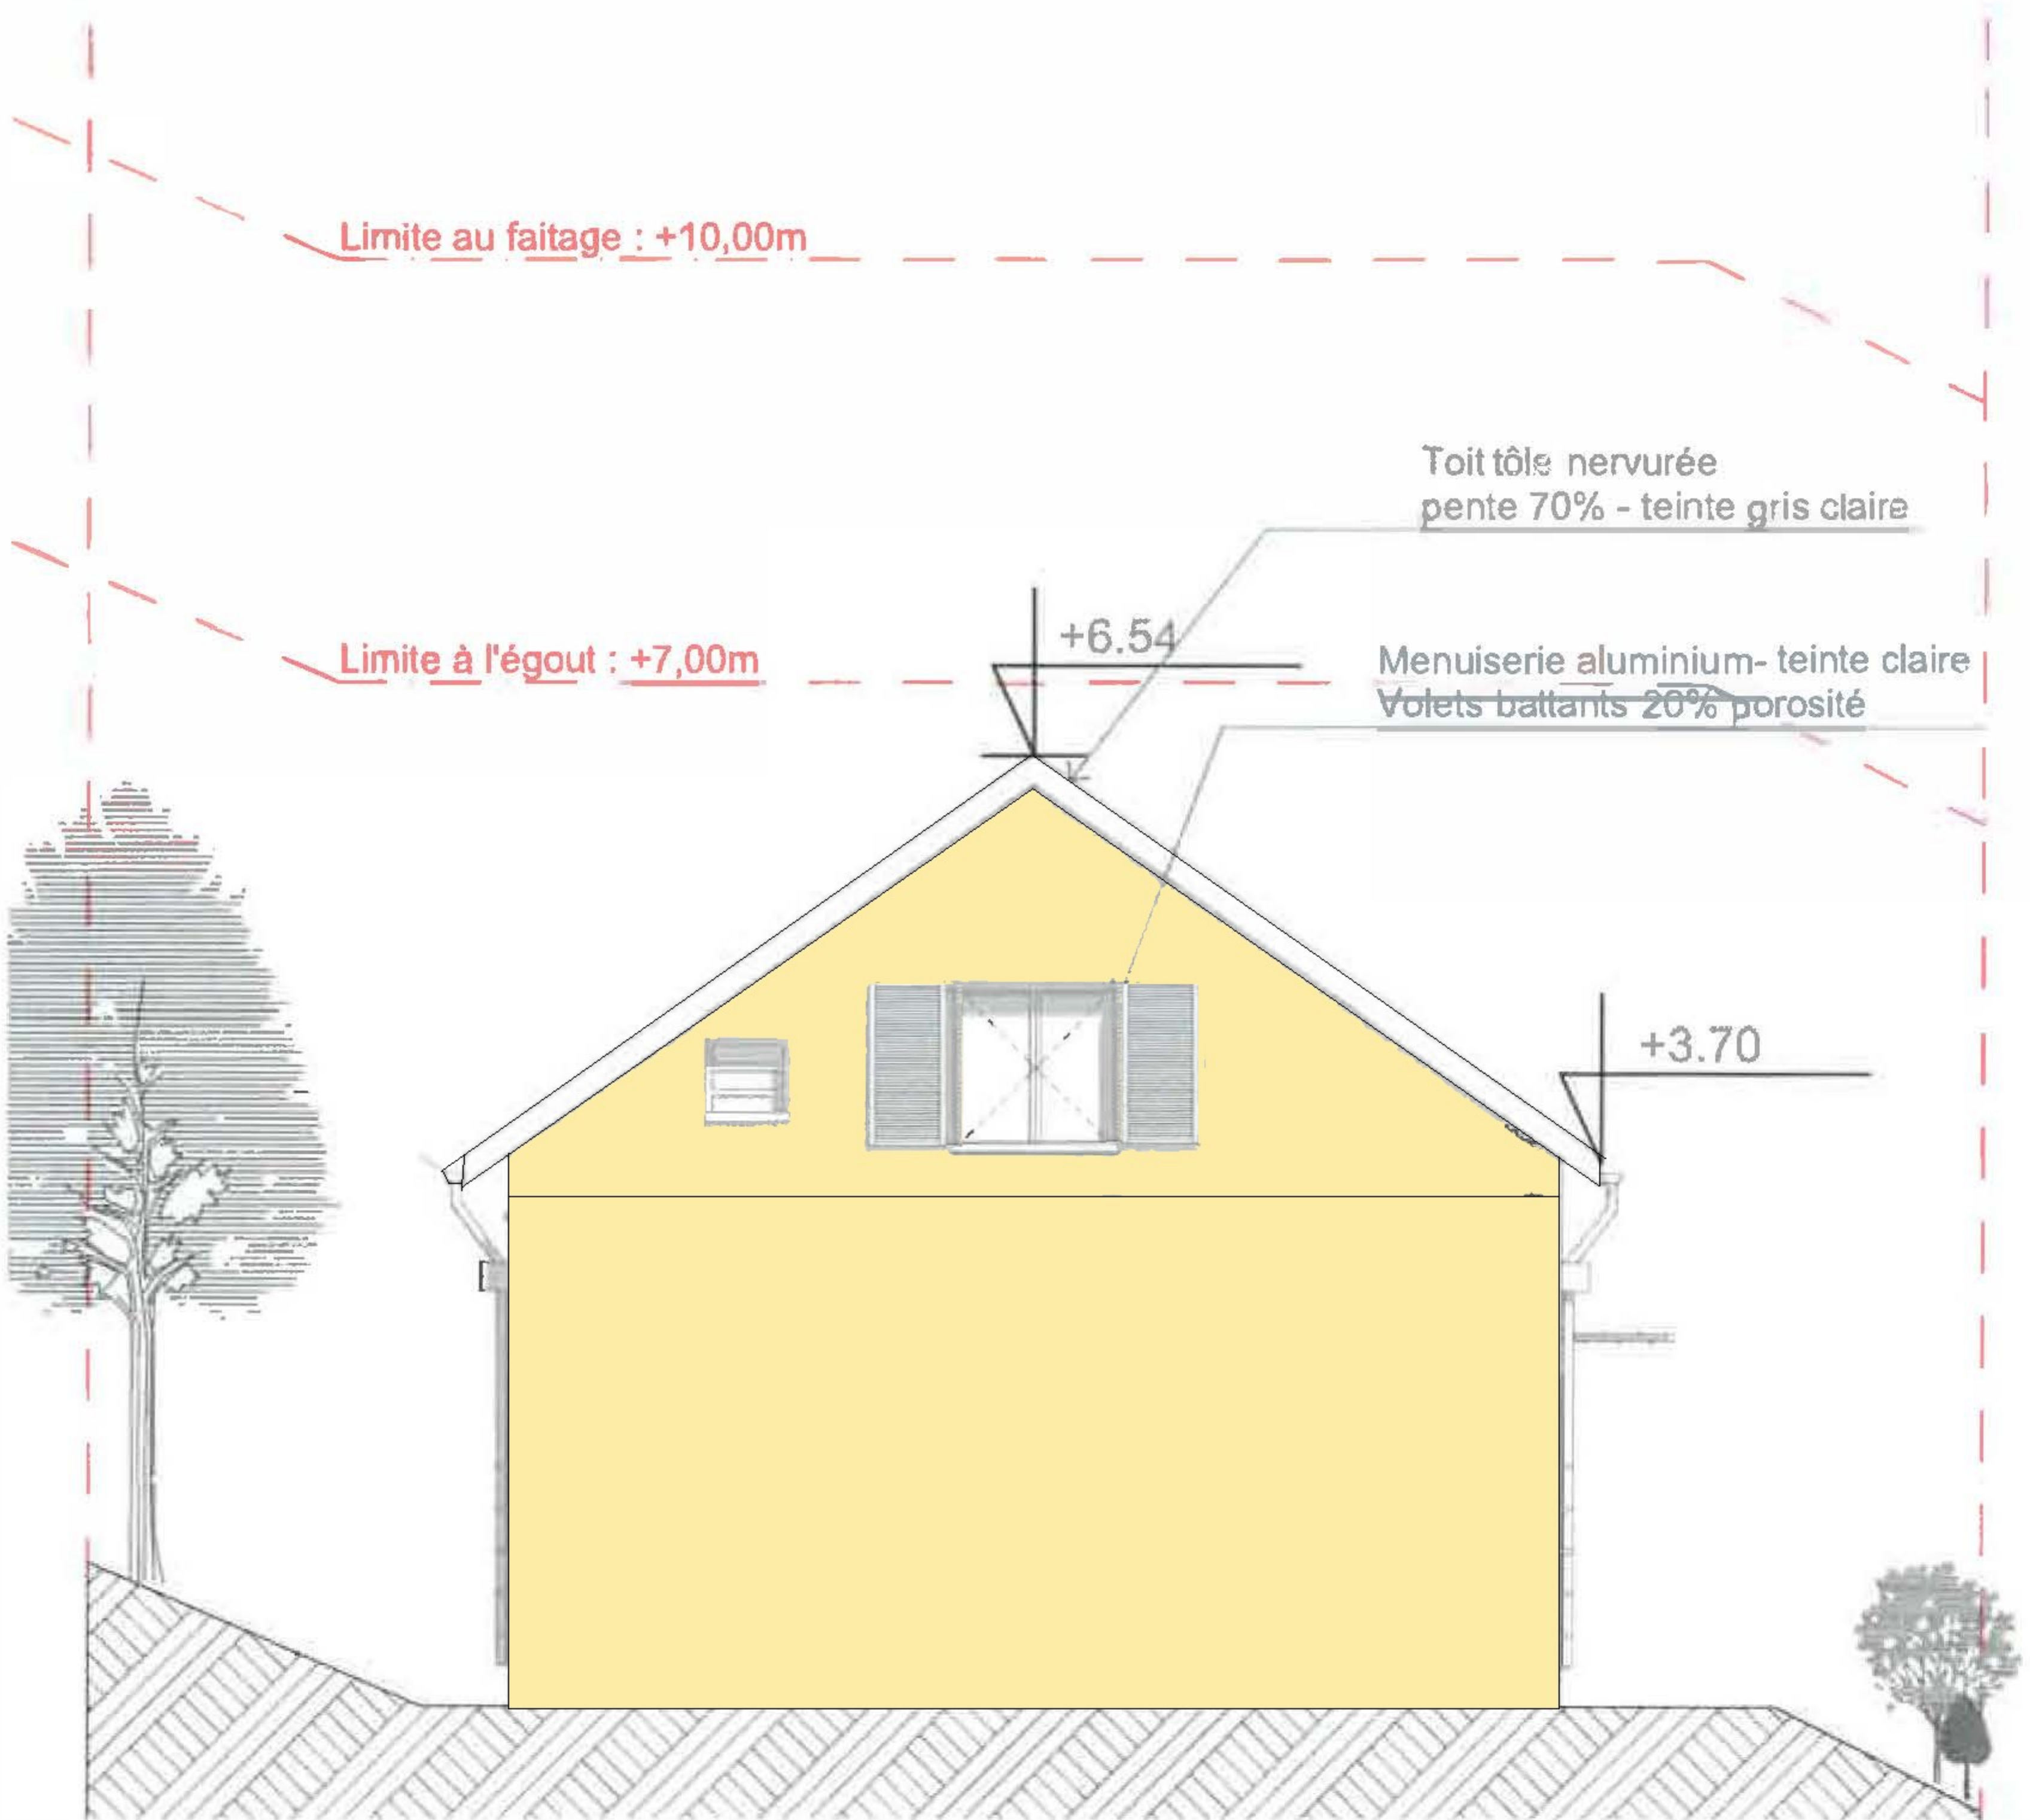 Limite au faitage : +10,00m
Toit tôle nervurée
pente 70% - teinte gris claire
+6.54
Limite à l'égout : +7,00m
Menuiserie aluminium- teinte claire
Volets battants 20% porosité
+3.70